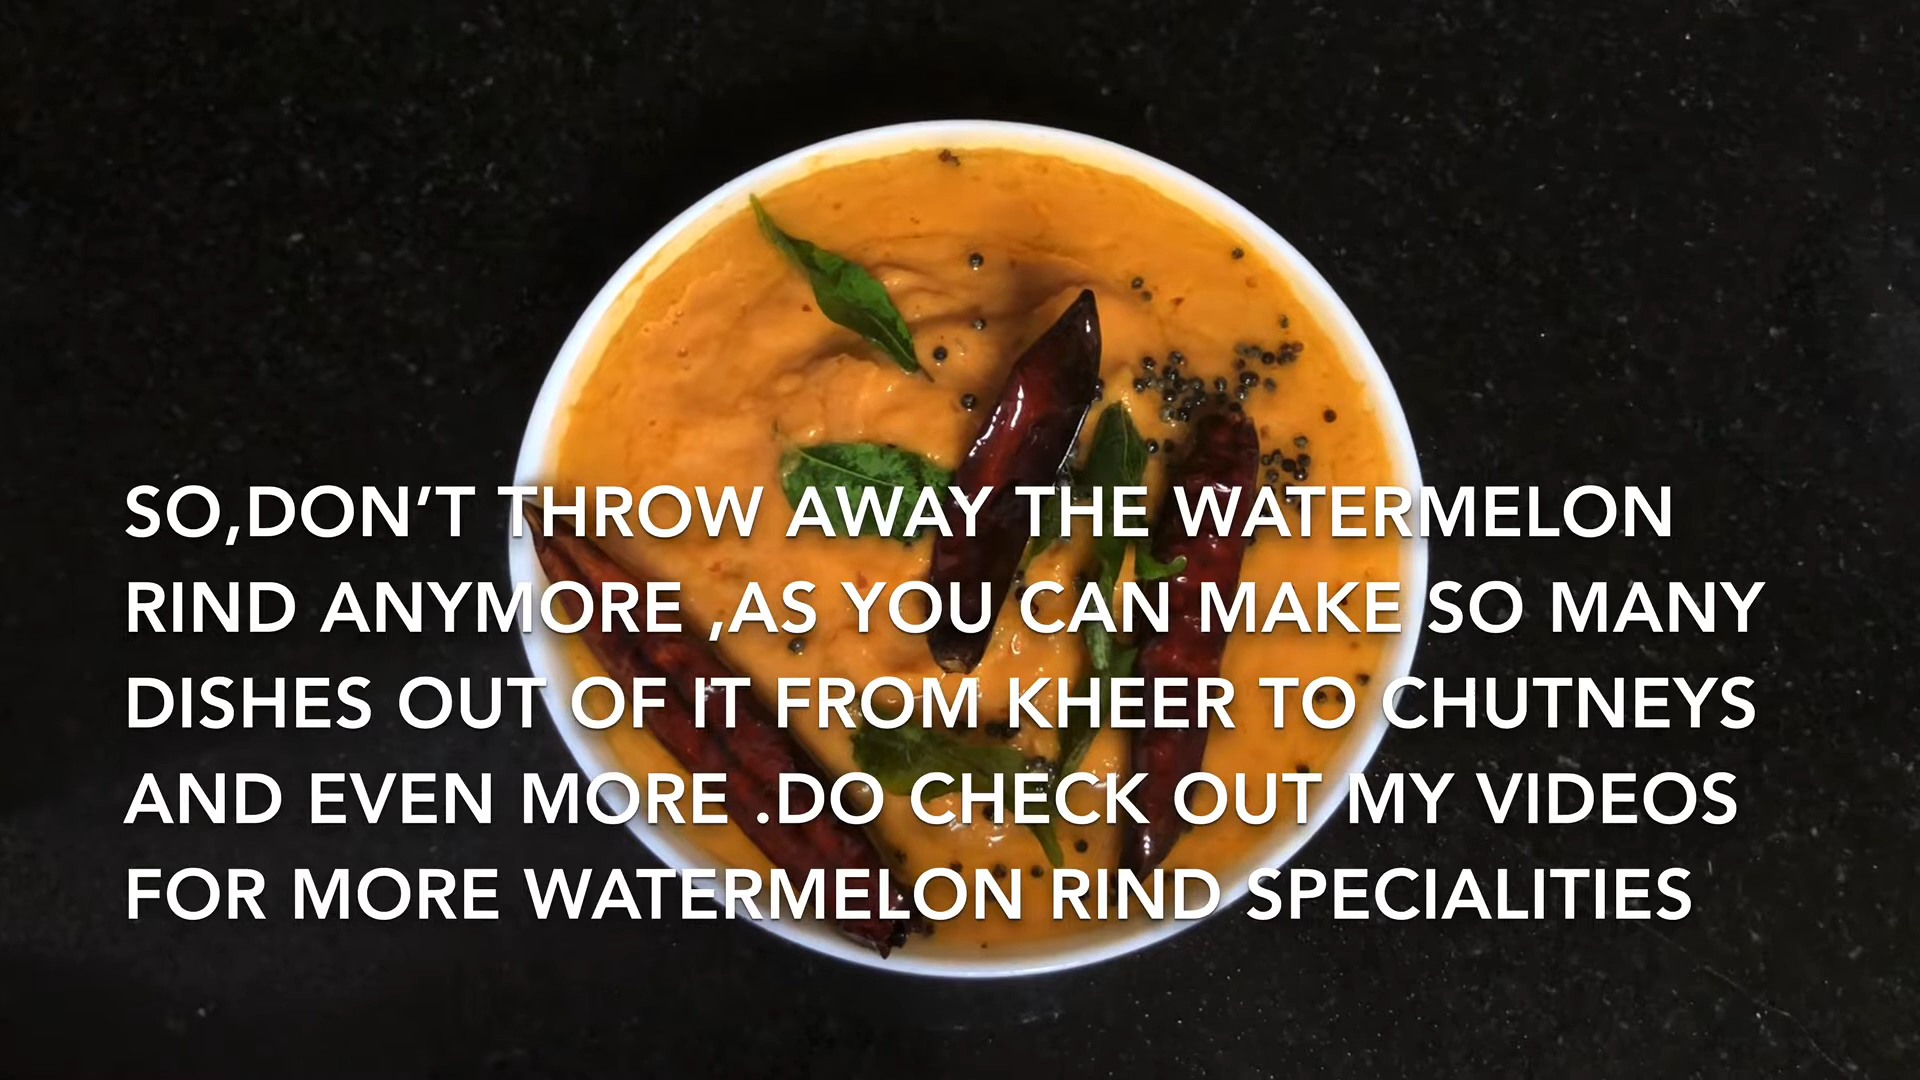 SO,DON’T THROW AWAY THE WATERMELON
RIND ANYMORE ,AS YOU CAN MAKE SO MANY
DISHES OUT OF IT FROM KHEER TO CHUTNEYS
AND EVEN MORE .DO CHECK OUT MY VIDEOS
FOR MORE WATERMELON RIND SPECIALITIES